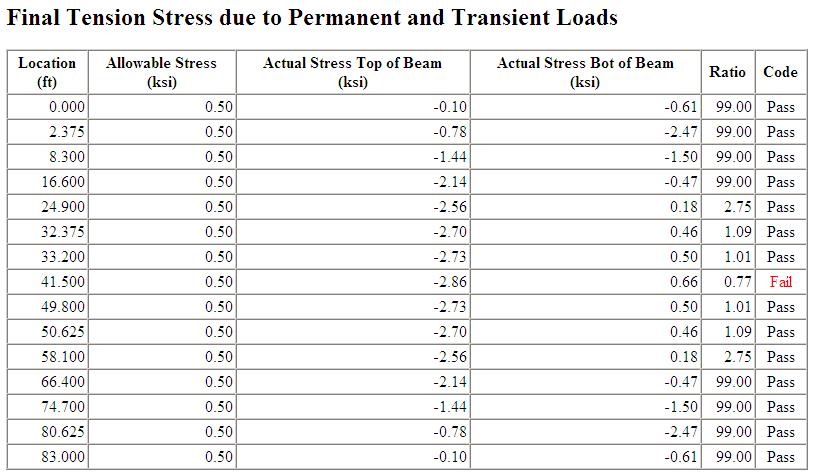 Final Tension Stress due to Permanent and Transient Loads
Location (ft) Allowable Stress (ksi) Actual Stress Top of Beam (ksi) Actual Stress Bot of Beam (ksi) Ratio Code
0.000 0.50 -0.10 -0.61 99.00 Pass
2.375 0.50 -0.78 -2.47 99.00 Pass
8.300 0.50 -1.44 -1.50 99.00 Pass
16.600 0.50 -2.14 -0.47 99.00 Pass
24.900 0.50 -2.56 0.18 2.75 Pass
32.375 0.50 -2.70 0.46 1.09 Pass
33.200 0.50 -2.73 0.50 1.01 Pass
41.500 0.50 -2.86 0.66 0.77 Fail
49.800 0.50 -2.73 0.50 1.01 Pass
50.625 0.50 -2.70 0.46 1.09 Pass
58.100 0.50 -2.56 0.18 2.75 Pass
66.400 0.50 -2.14 -0.47 99.00 Pass
74.700 0.50 -1.44 -1.50 99.00 Pass
80.625 0.50 -0.78 -2.47 99.00 Pass
83.000 0.50 -0.10 -0.61 99.00 Pass